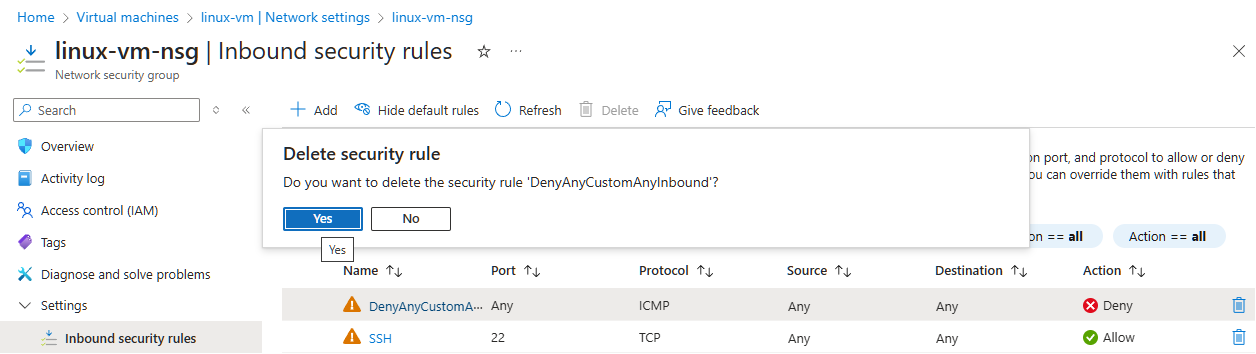 Home > Virtual machines > linux-vm | Network settings > linux-vm-nsg
linux-vm-nsg | Inbound security rules
Network security group
Search
Add Hide default rules Refresh Delete Give feedback
Overview
Activity log
Access control (IAM)
Tags
Diagnose and solve problems
Settings
Inbound security rules
Delete security rule
Do you want to delete the security rule 'DenyAnyCustomAnyInbound'?
Yes No
Yes
on port, and protocol to allow or deny
ou can override them with rules that
on == all Action == all
Name Port Protocol Source Destination Action
DenyAnyCustomA... Any ICMP Any Any Deny
SSH 22 TCP Any Any Allow